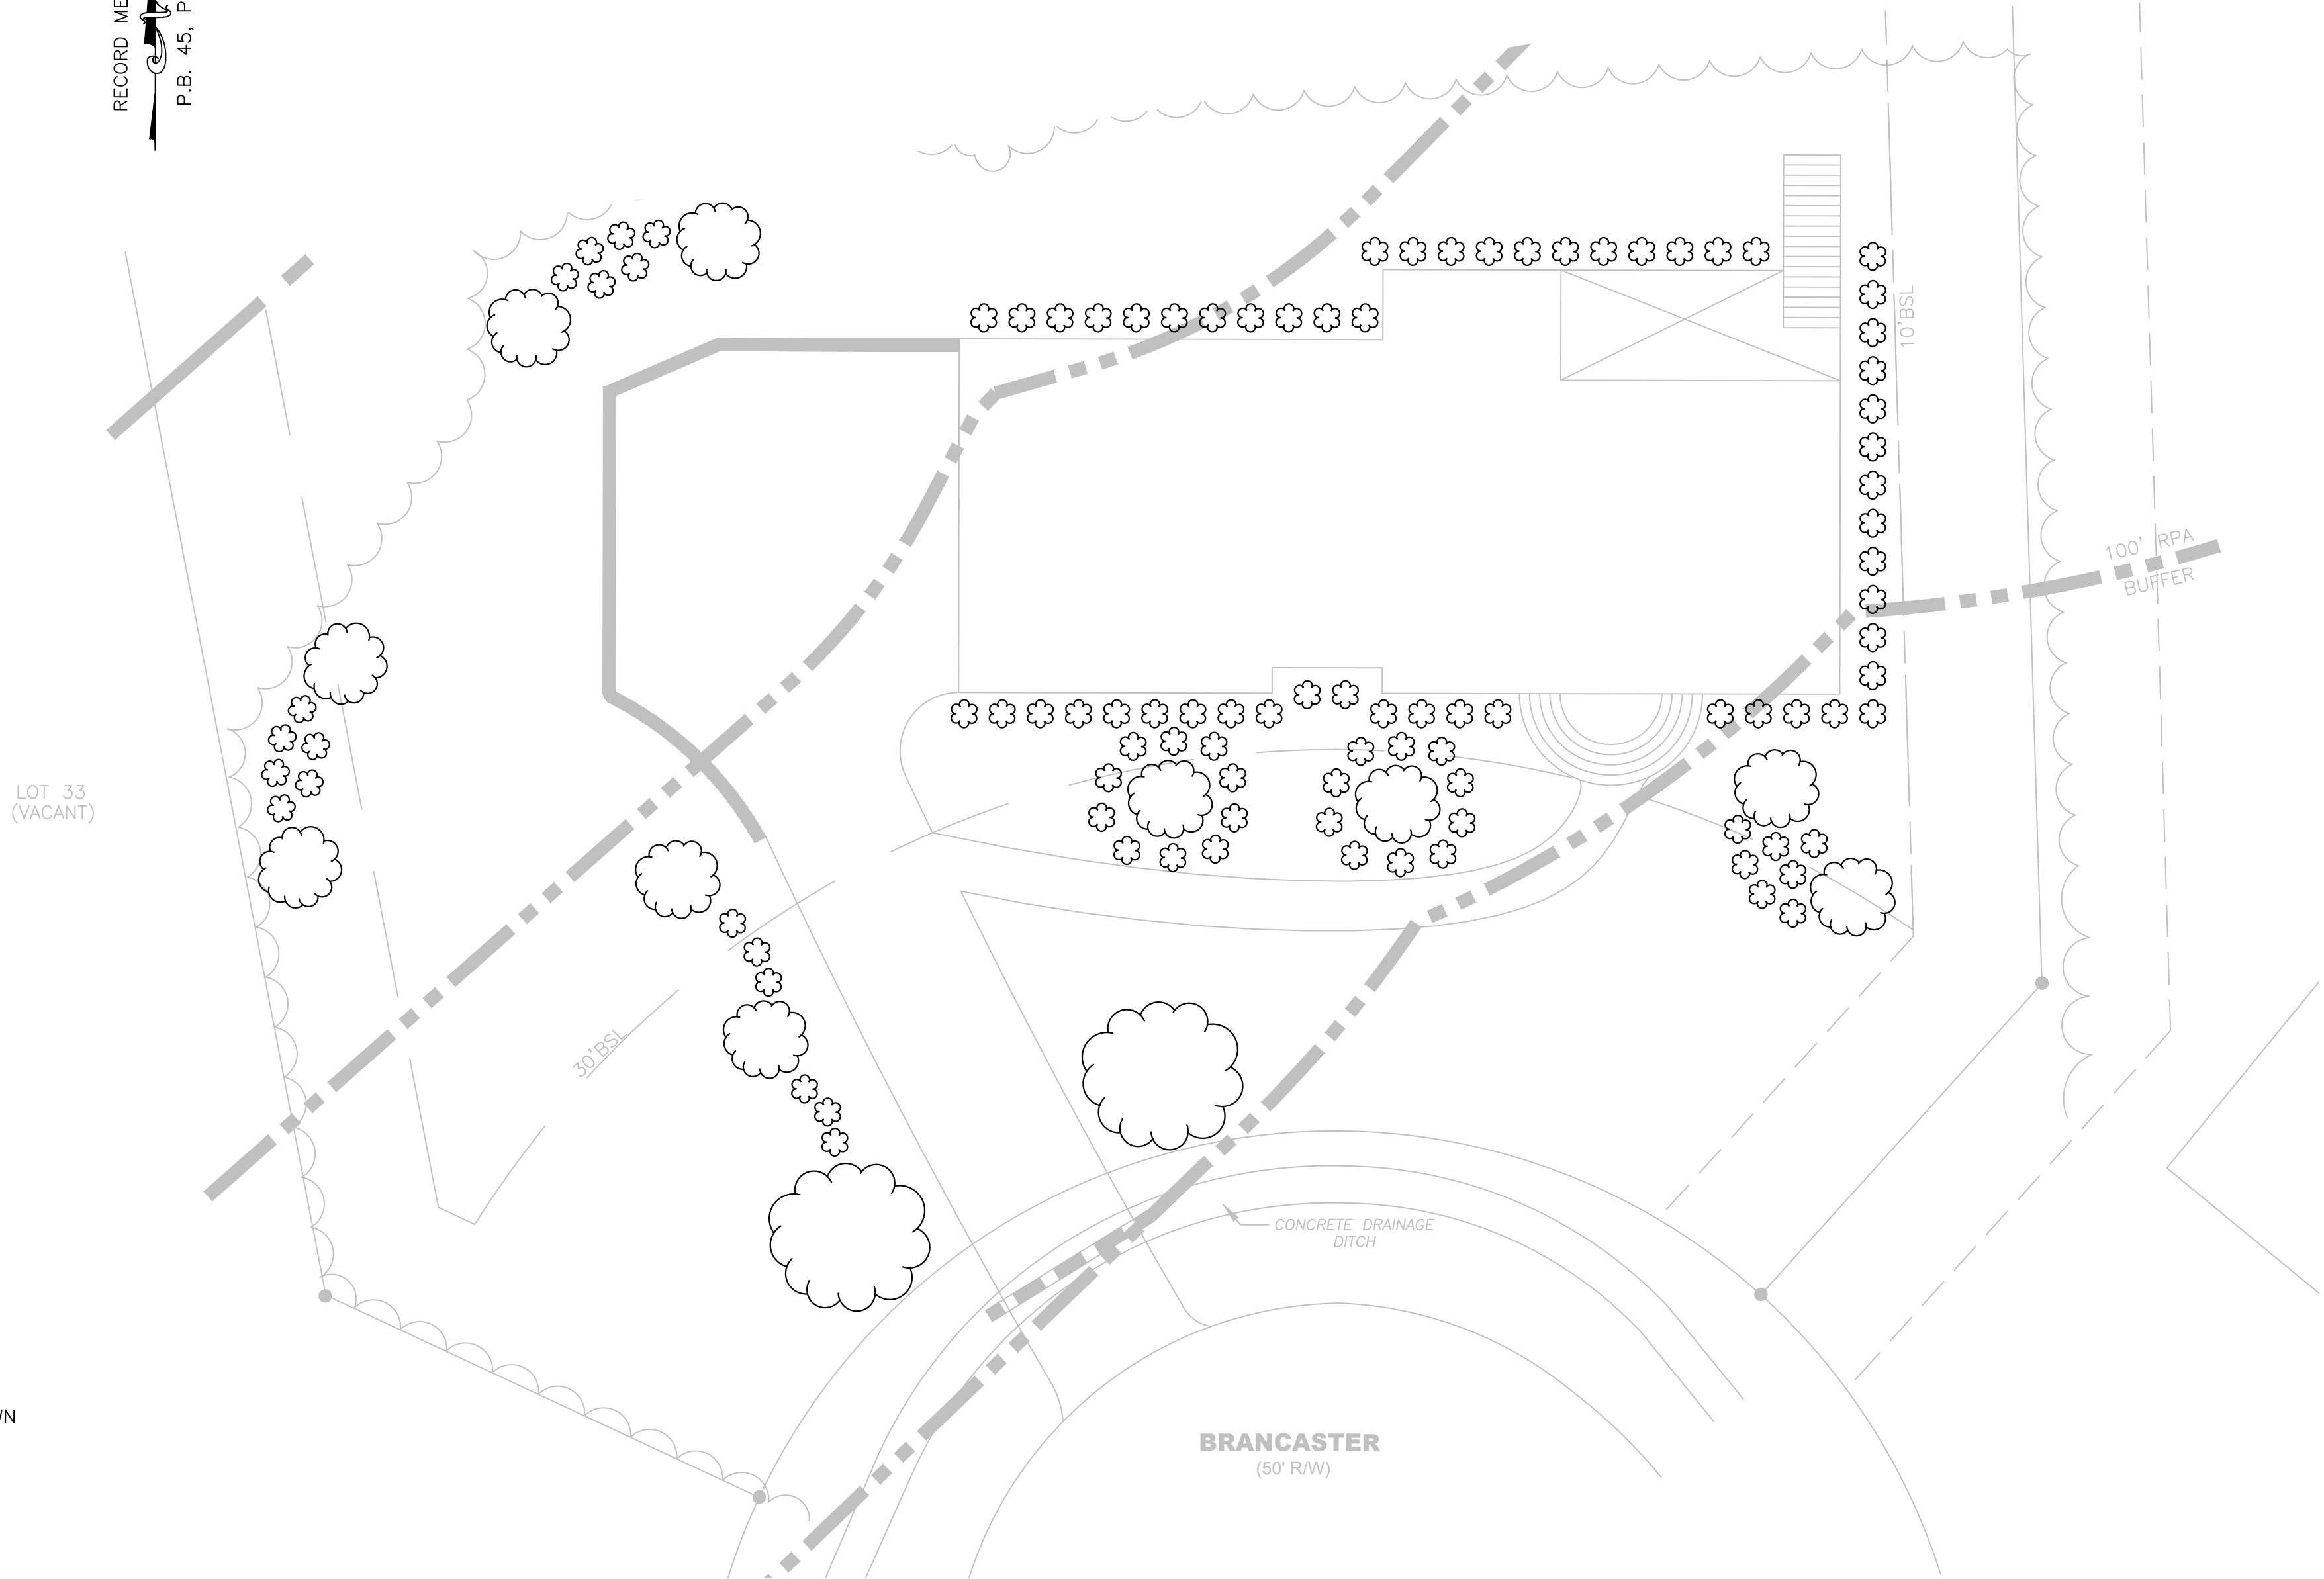 RECORD ME
P.B. 45, P
10'BSL
100' RPA
BUFFER
LOT 33
(VACANT)
30'BSL
CONCRETE DRAINAGE
DITCH
BRANCASTER
(50' R/W)